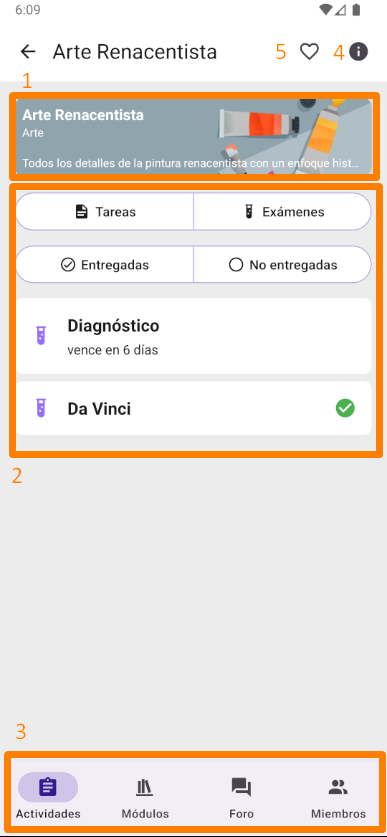 6:09
Arte Renacentista
5
4
1
Arte Renacentista
Arte
Todos los detalles de la pintura renacentista con un enfoque hist...
Tareas
Exámenes
Entregadas
No entregadas
Diagnóstico
vence en 6 días
Da Vinci
2
3
Actividades
Módulos
Foro
Miembros